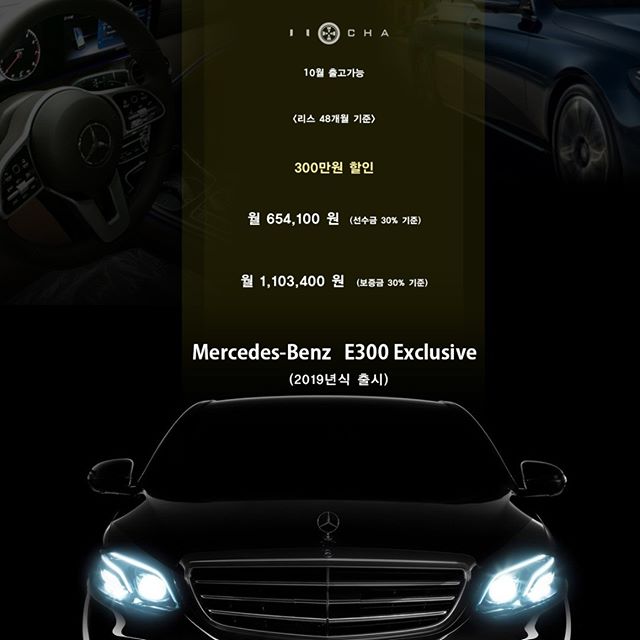 CHA
10월 출고가능
<리스 48개월 기준>
300만원 할인
월 654,100 원 (선수금 30% 기준)
월 1,103,400 원 (보증금 30% 기준)
Mercedes-Benz E300 Exclusive
(2019년식 출시)